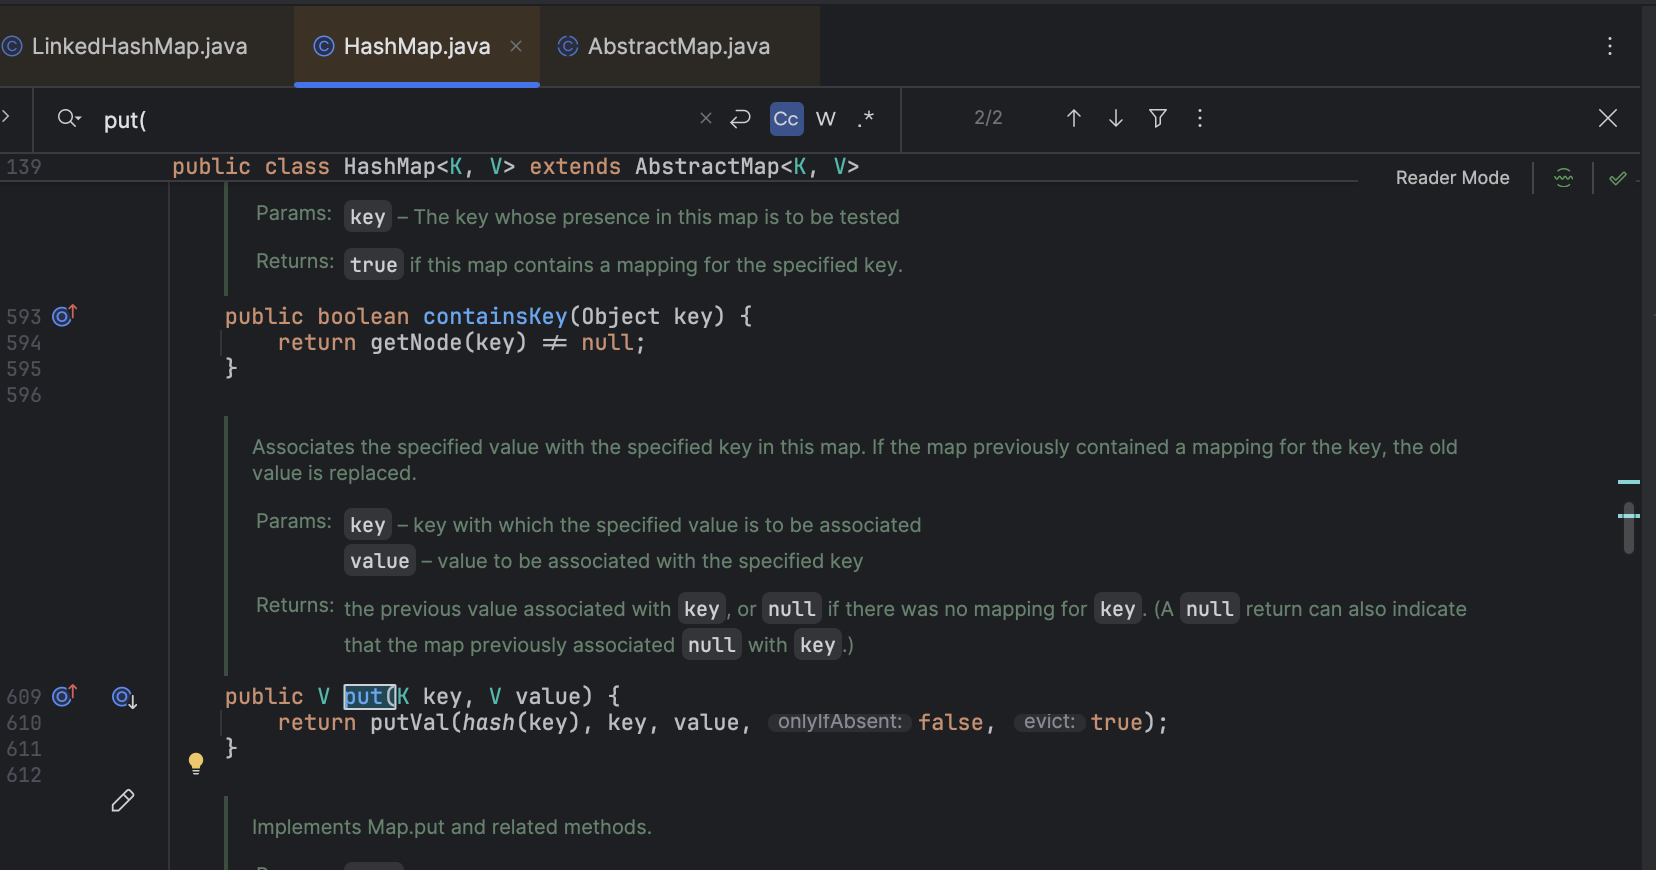 LinkedHashMap.java HashMap.java AbstractMap.java
put( Cc W .* 2/2
139 public class HashMap<K, V> extends AbstractMap<K, V>
Reader Mode
Params: key – The key whose presence in this map is to be tested
Returns: true if this map contains a mapping for the specified key.
593 public boolean containsKey(Object key) {
594 return getNode(key) != null;
595 }
596
Associates the specified value with the specified key in this map. If the map previously contained a mapping for the key, the old
value is replaced.
Params: key – key with which the specified value is to be associated
value – value to be associated with the specified key
Returns: the previous value associated with key, or null if there was no mapping for key. (A null return can also indicate
that the map previously associated null with key.)
609 public V put(K key, V value) {
610 return putVal(hash(key), key, value, onlyIfAbsent: false, evict: true);
611 }
612
Implements Map.put and related methods.